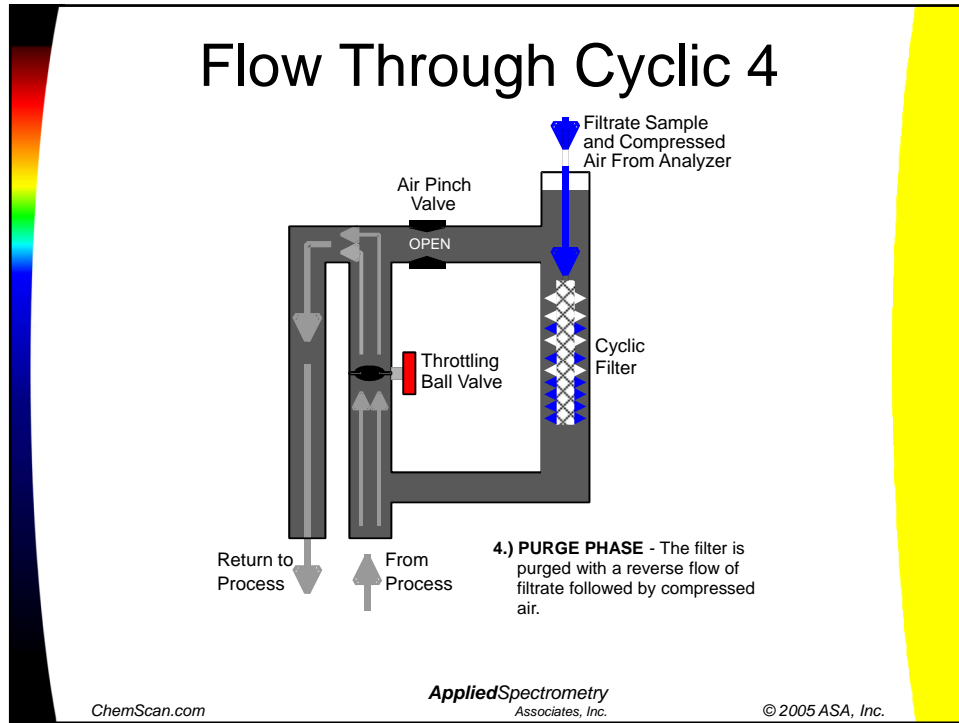 Flow Through Cyclic 4
Filtrate Sample
and Compressed
Air From Analyzer
Air Pinch
Valve
OPEN
Throttling
Ball Valve
Cyclic
Filter
Return to
Process
From
Process
4.) PURGE PHASE - The filter is
purged with a reverse flow of
filtrate followed by compressed
air.
ChemScan.com
AppliedSpectrometry
Associates, Inc.
© 2005 ASA, Inc.